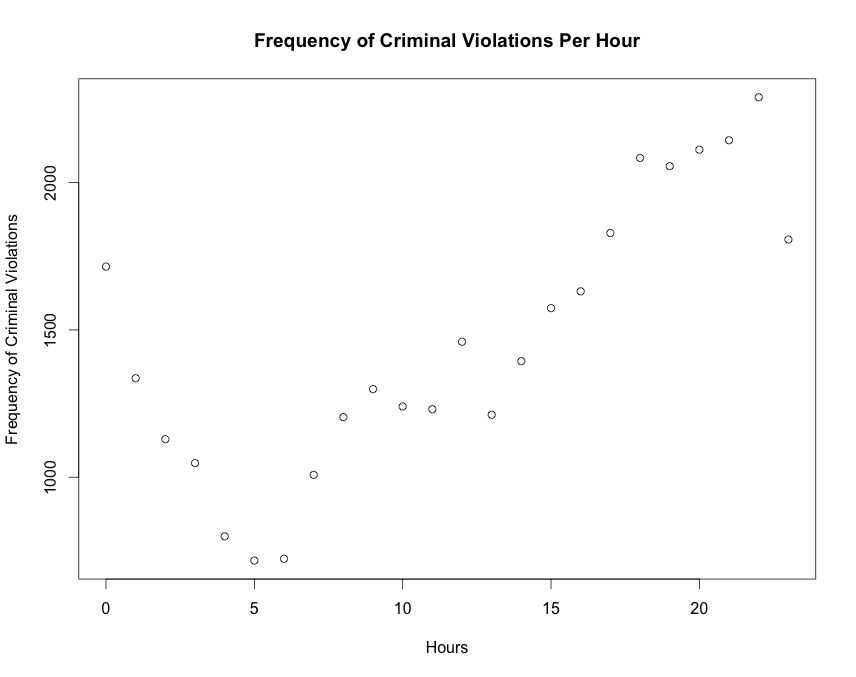 Frequency of Criminal Violations Per Hour
Frequency of Criminal Violations
2000
1500
1000
0 5 10 15 20
Hours